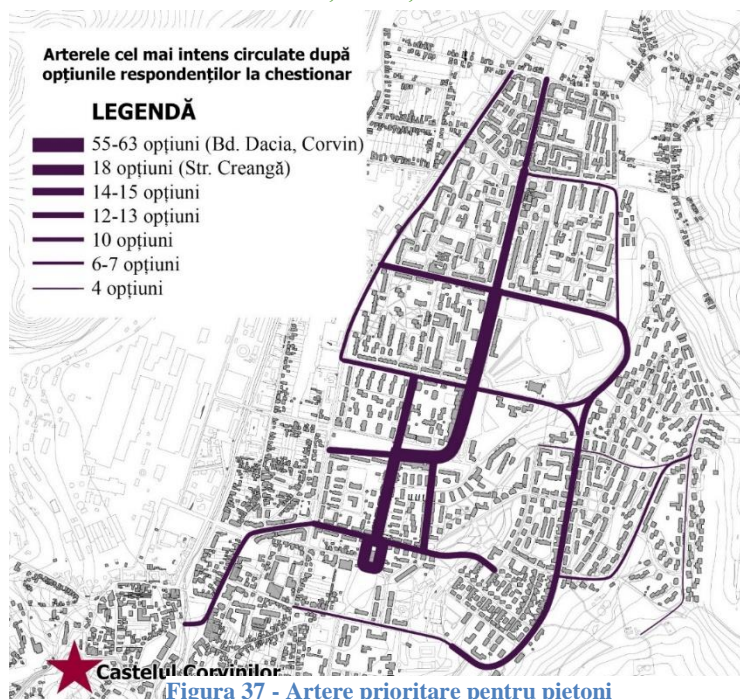 Arterele cel mai intens circulate după
opțiunile respondenților la chestionar
LEGENDĂ
55-63 opțiuni (Bd. Dacia, Corvin)
18 opțiuni (Str. Creangă)
14-15 opțiuni
12-13 opțiuni
10 opțiuni
6-7 opțiuni
4 opțiuni
Castelul Corvinilor
Figura 37 - Artere prioritare pentru pietoni